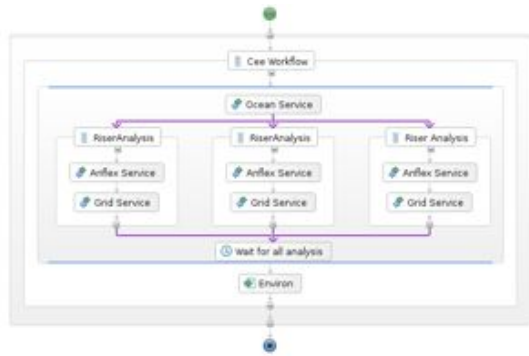 Cee Workflow
Ocean Service
RiserAnalysis RiserAnalysis Riser Analysis
Anflex Service Anflex Service Anflex Service
Grid Service Grid Service Grid Service
Wait for all analysis
Environ